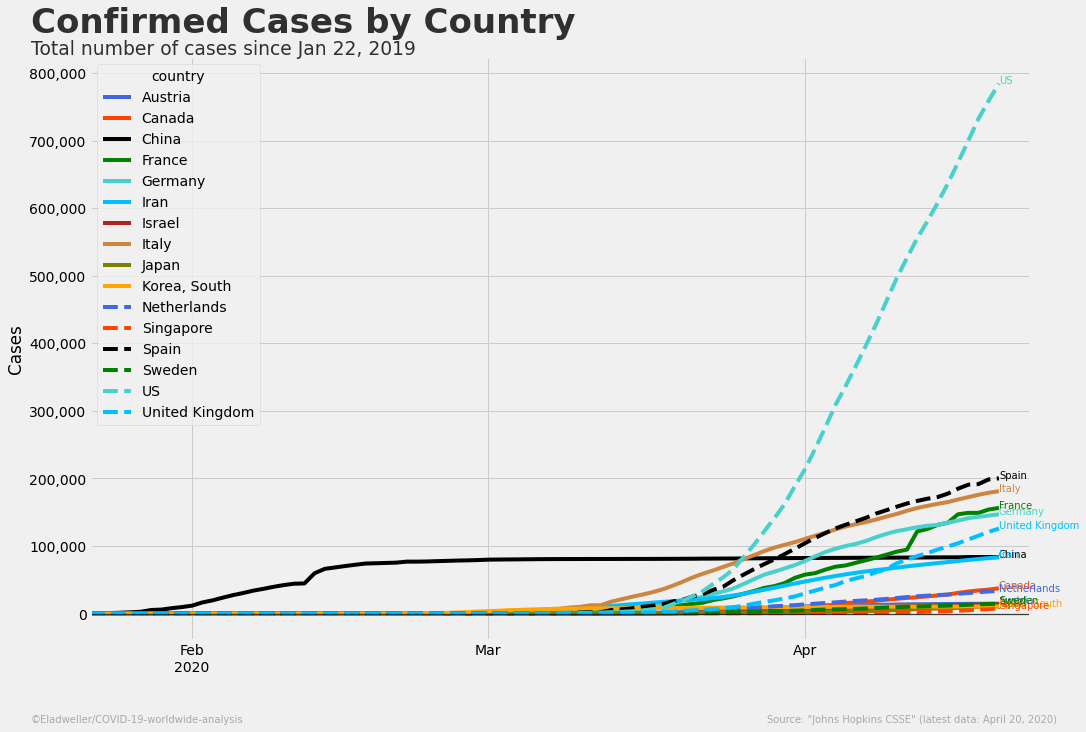 Confirmed Cases by Country
Total number of cases since Jan 22, 2019
country
Austria
Canada
China
France
Germany
Iran
Israel
Italy
Japan
Korea, South
Netherlands
Singapore
Spain
Sweden
US
United Kingdom
Cases
800,000
700,000
600,000
500,000
400,000
300,000
200,000
100,000
0
US
Spain
Italy
France
Germany
United Kingdom
China
Canada
Netherlands
Sweden
Singapore
Feb
2020
Mar
Apr
©Eladweller/COVID-19-worldwide-analysis
Source: "Johns Hopkins CSSE" (latest data: April 20, 2020)